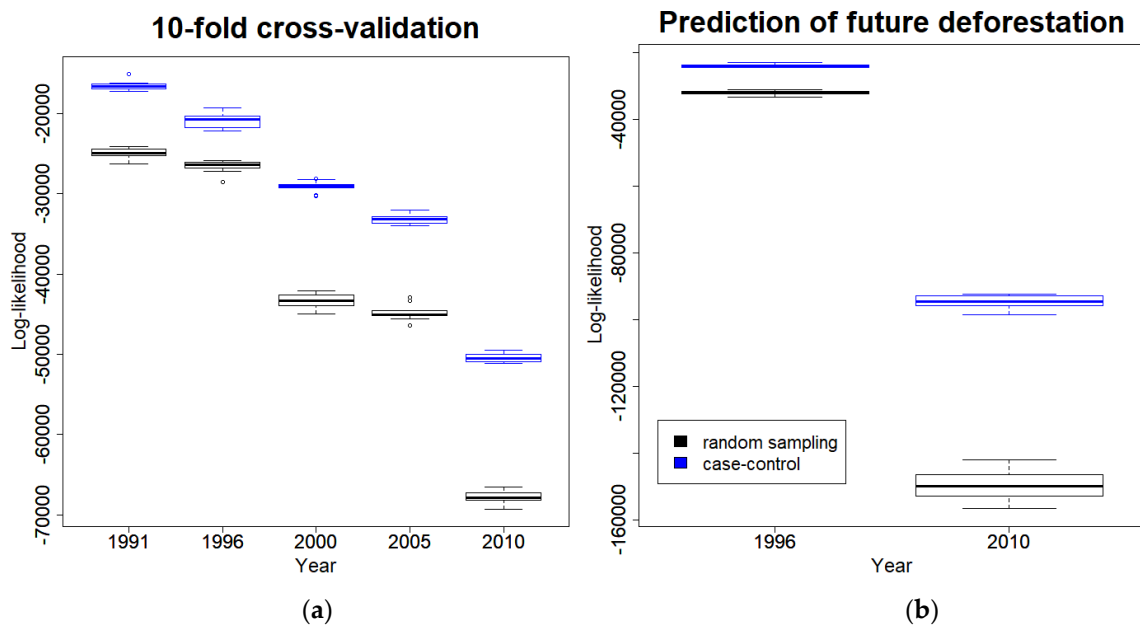 10-fold cross-validation
Log-likelihood
-20000
-30000
-40000
-50000
-60000
-70000
1991 1996 2000 2005 2010
Year
(a)
Prediction of future deforestation
Log-likelihood
-40000
-80000
-120000
-160000
random sampling
case-control
1996 2010
Year
(b)